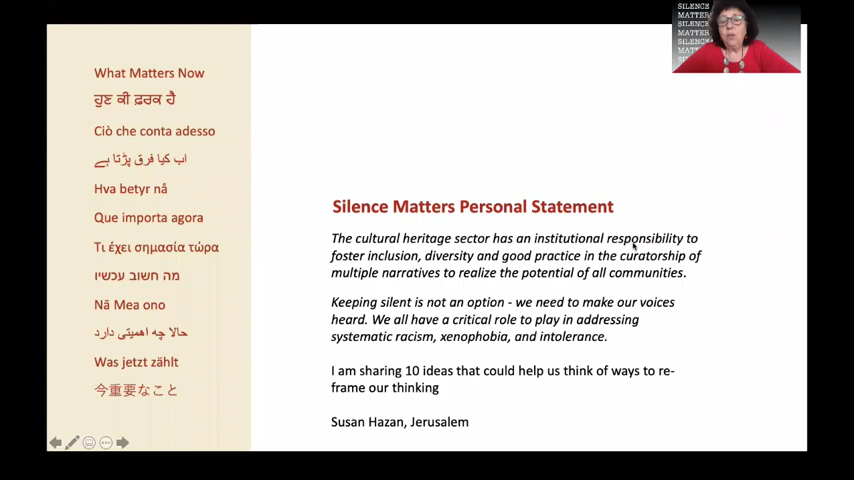 SILENCE
MATTER
SILENCE
MATTER
SILENCE
MATT
What Matters Now
ਹੁਣ ਕੀ ਫ਼ਰਕ ਹੈ
Ciò che conta adesso
اب کیا فرق پڑتا ہے
Hva betyr nå
Que importa agora
Τι έχει σημασία τώρα
מה חשוב עכשיו
Nā Mea ono
حالا چه اهمیتی دارد
Was jetzt zählt
今重要なこと
Silence Matters Personal Statement
The cultural heritage sector has an institutional responsibility to
foster inclusion, diversity and good practice in the curatorship of
multiple narratives to realize the potential of all communities.
Keeping silent is not an option - we need to make our voices
heard. We all have a critical role to play in addressing
systematic racism, xenophobia, and intolerance.
I am sharing 10 ideas that could help us think of ways to re-
frame our thinking
Susan Hazan, Jerusalem